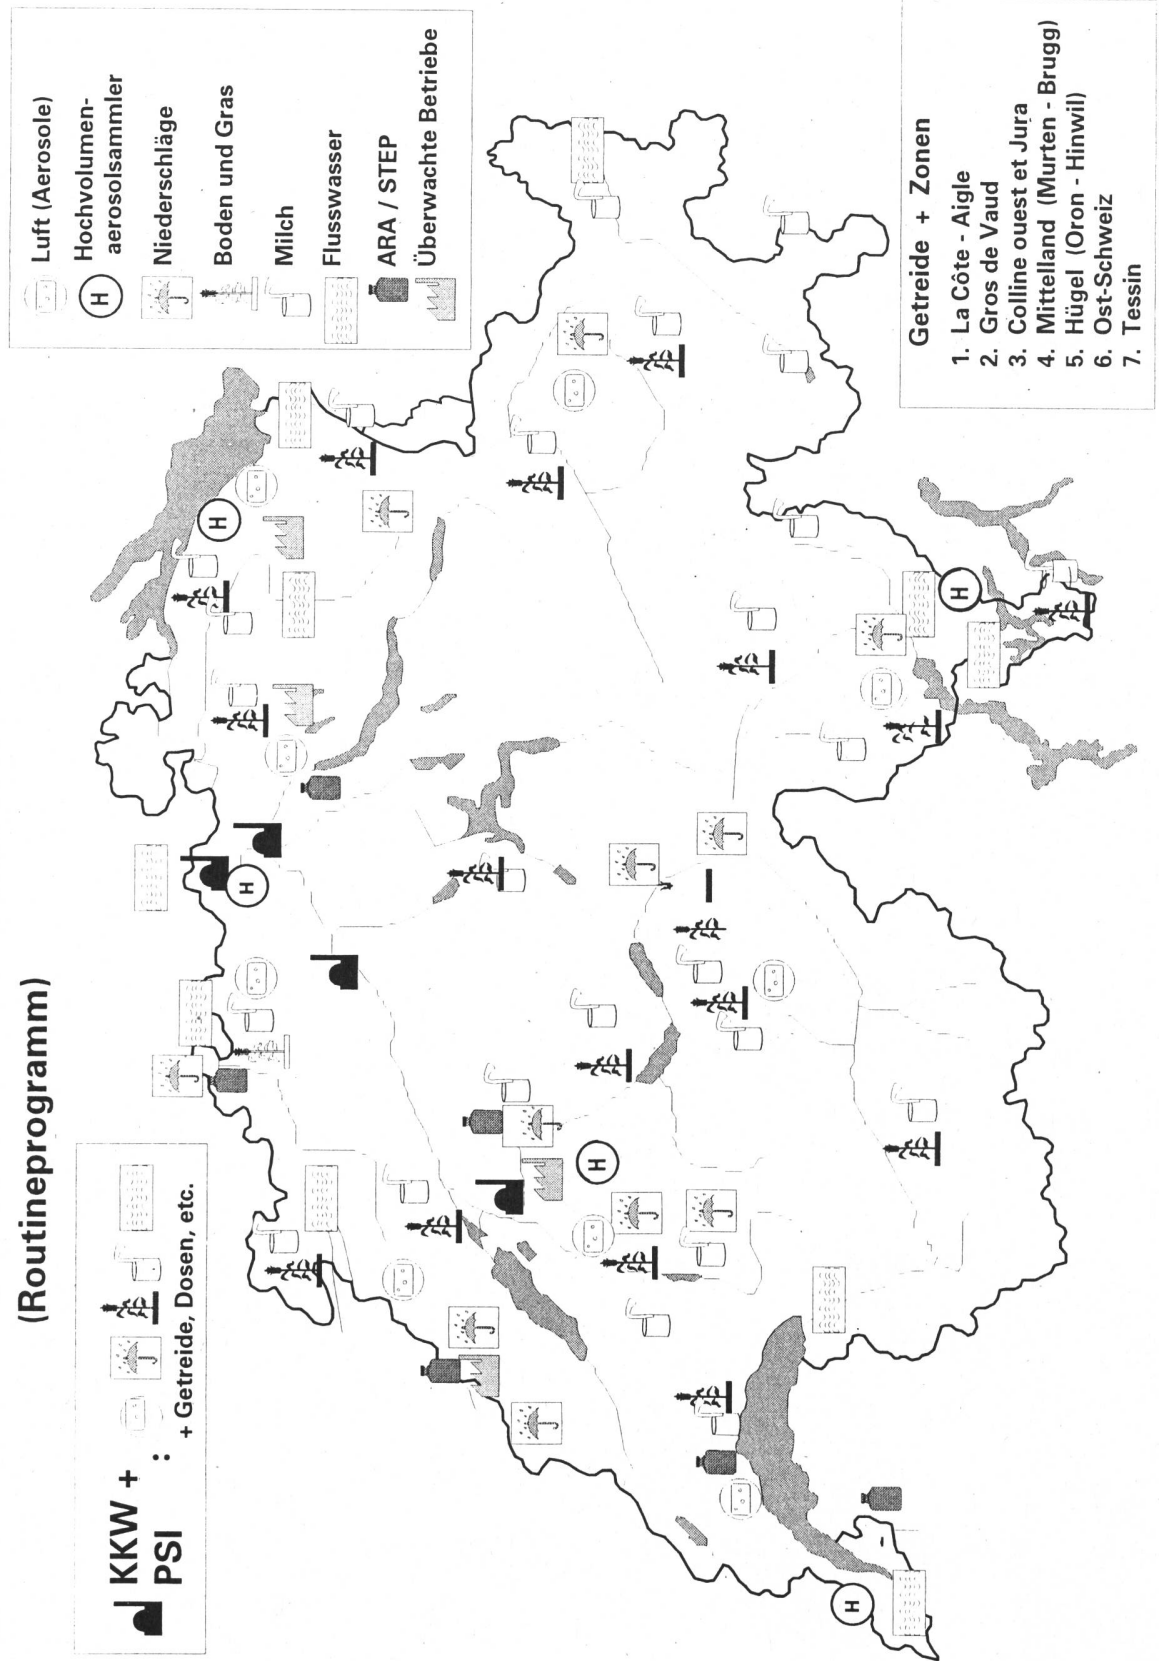 (Routineprogramm)
KKW +
PSI :
+ Getreide, Dosen, etc.
Luft (Aerosole)
H
Hochvolumen-
aerosolsammler
Niederschläge
Boden und Gras
Milch
Flusswasser
ARA / STEP
Überwachte Betriebe
H
H
H
H
H
Getreide + Zonen
1. La Côte - Aigle
2. Gros de Vaud
3. Colline ouest et Jura
4. Mittelland (Murten - Brugg)
5. Hügel (Oron - Hinwil)
6. Ost-Schweiz
7. Tessin